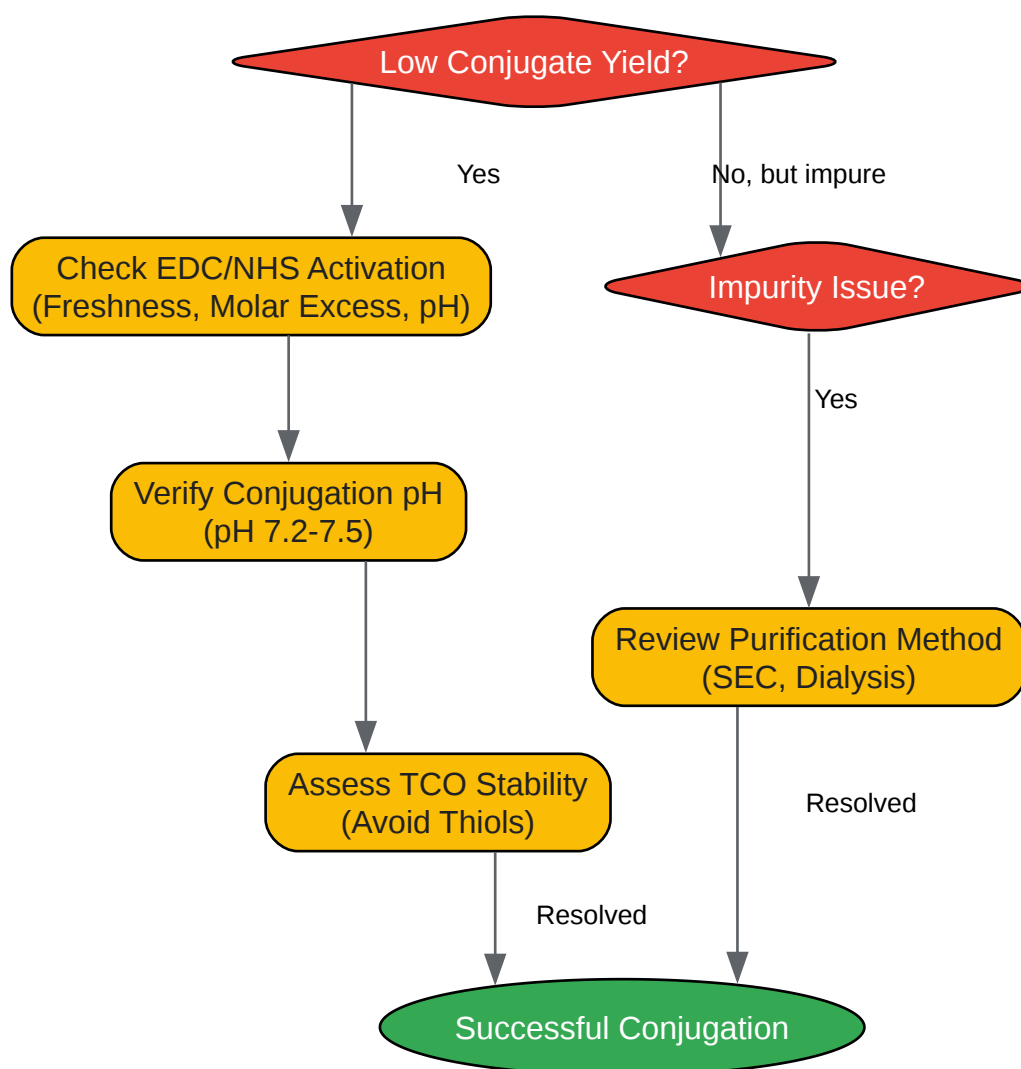 Low Conjugate Yield?
Yes
No, but impure
Check EDC/NHS Activation
(Freshness, Molar Excess, pH)
Impurity Issue?
Yes
Verify Conjugation pH
(pH 7.2-7.5)
Review Purification Method
(SEC, Dialysis)
Assess TCO Stability
(Avoid Thiols)
Resolved
Resolved
Successful Conjugation